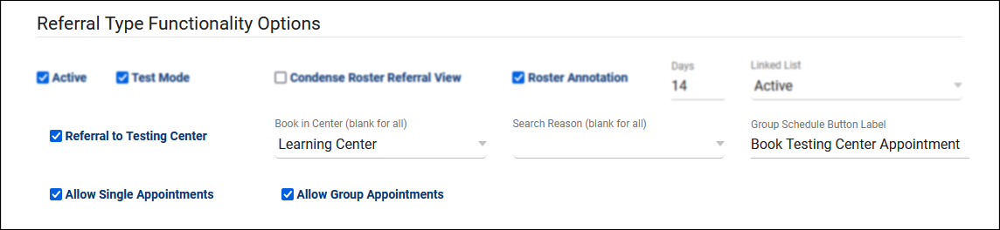 Referral Type Functionality Options
Days Linked List
Active Test Mode Condense Roster Referral View Roster Annotation 14 Active
Book in Center (blank for all) Search Reason (blank for all) Group Schedule Button Label
Referral to Testing Center Learning Center Book Testing Center Appointment
Allow Single Appointments Allow Group Appointments